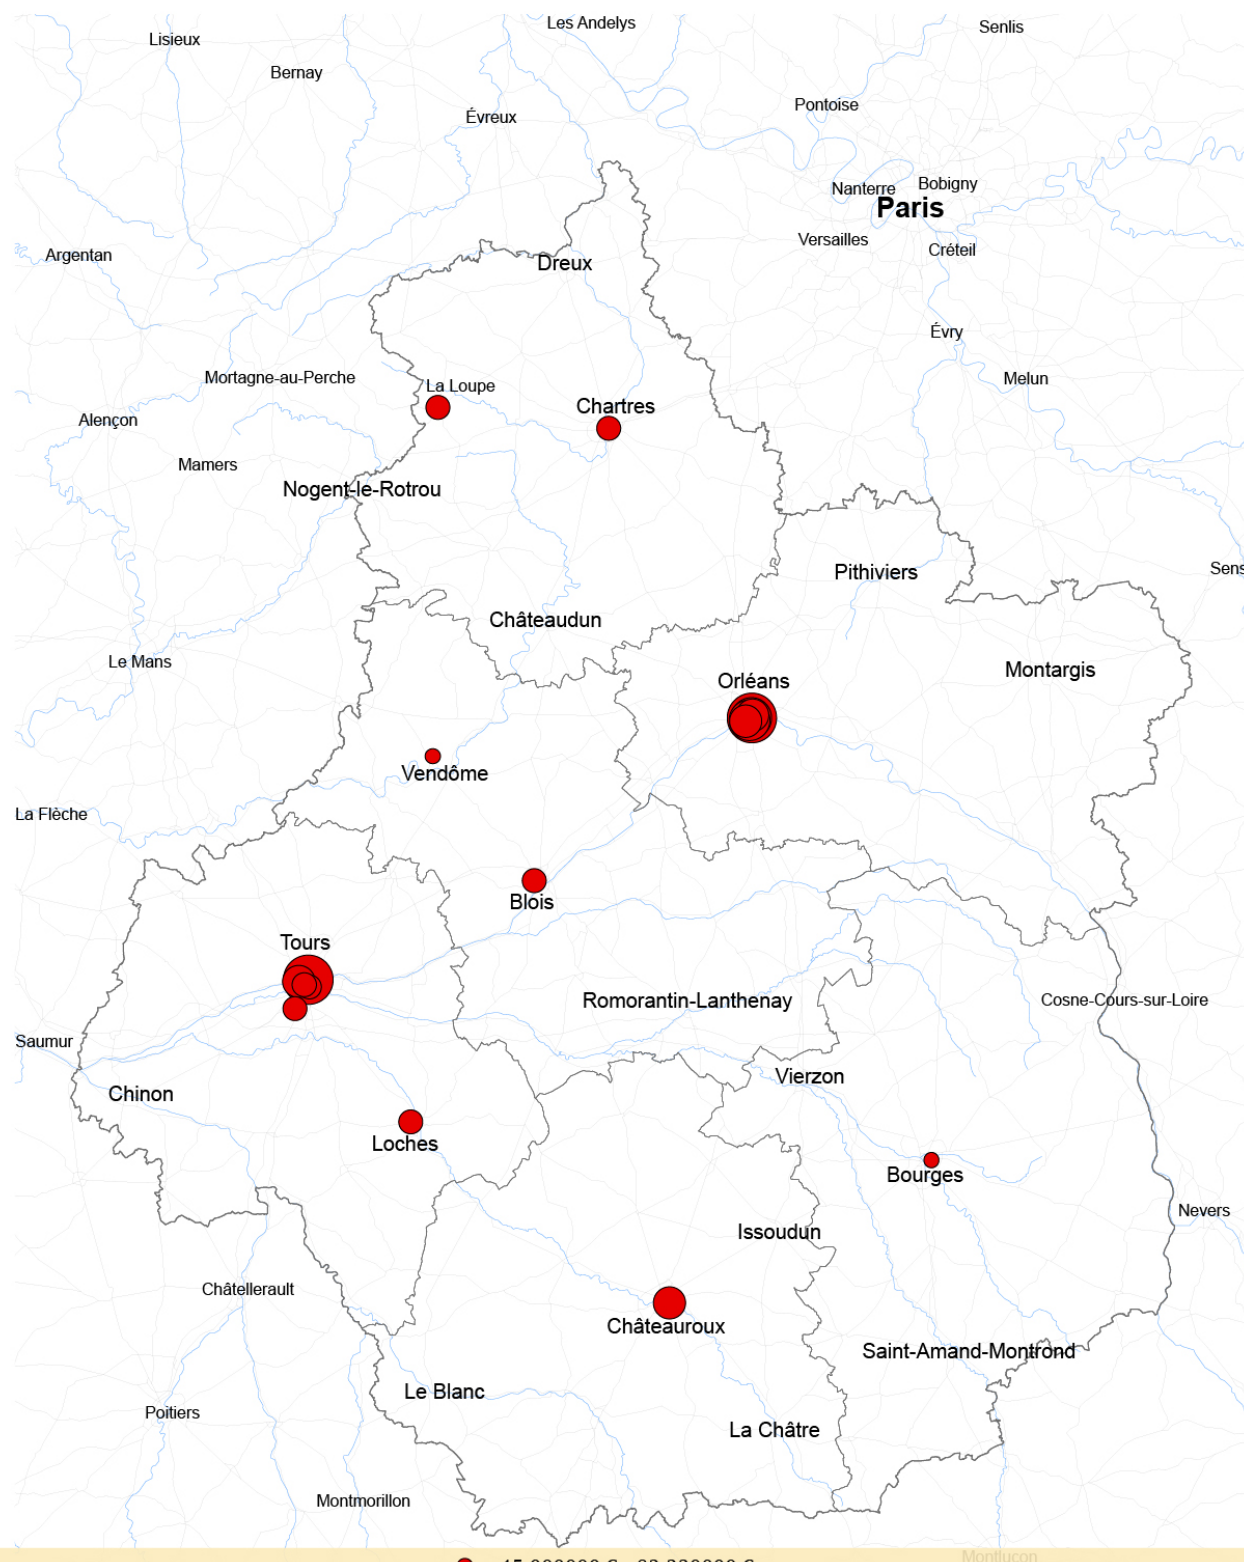 Les Andelys
Senlis
Lisieux
Bernay
Pontoise
Évreux
Bobigny
Nanterre
Paris
Versailles
Créteil
Argentan
Dreux
Évry
Mortagne-au-Perche
Melun
La Loupe
Chartres
Alençon
Mamers
Nogent-le-Rotrou
Sens
Pithiviers
Châteaudun
Le Mans
Montargis
Orléans
Vendôme
La Flèche
Blois
Tours
Romorantin-Lanthenay
Cosne-Cours-sur-Loire
Saumur
Vierzon
Chinon
Loches
Bourges
Nevers
Issoudun
Châtellerault
Châteauroux
Saint-Amand-Montrond
Le Blanc
Poitiers
La Châtre
Montmorillon
Montluçon